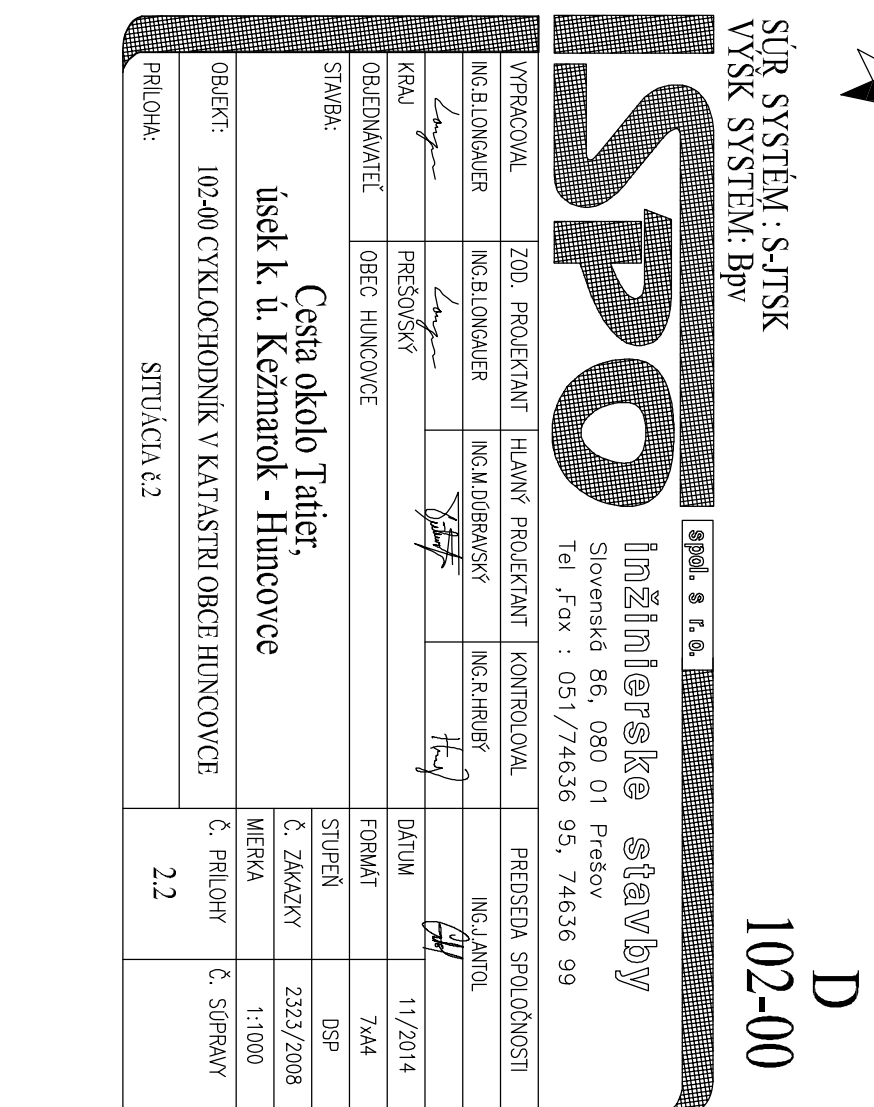 D
102-00
SÚR SYSTÉM : S-JTSK
VÝŠK SYSTÉM: Bpv
ISPO
spol. s r. o.
inžinierske stavby
Slovenská 86, 080 01 Prešov
Tel ,Fax : 051/74636 95, 74636 99
VYPRACOVAL ZOD. PROJEKTANT HLAVNÝ PROJEKTANT KONTROLOVAL PREDSEDA SPOLOČNOSTI
ING.B.LONGAUER ING.B.LONGAUER ING.M.DÚBRAVSKÝ ING.R.HRUBÝ ING.J.ANTOL
KRAJ PREŠOVSKÝ DÁTUM 11/2014
OBJEDNÁVATEĽ OBEC HUNCOVCE FORMÁT 7xA4
STAVBA: STUPEŇ DSP
Cesta okolo Tatier, Č. ZÁKAZKY 2323/2008
úsek k. ú. Kežmarok - Huncovce MIERKA 1:1000
OBJEKT: 102-00 CYKLOCHODNÍK V KATASTRI OBCE HUNCOVCE Č. PRÍLOHY Č. SÚPRAVY
PRÍLOHA: SITUÁCIA č.2 2.2